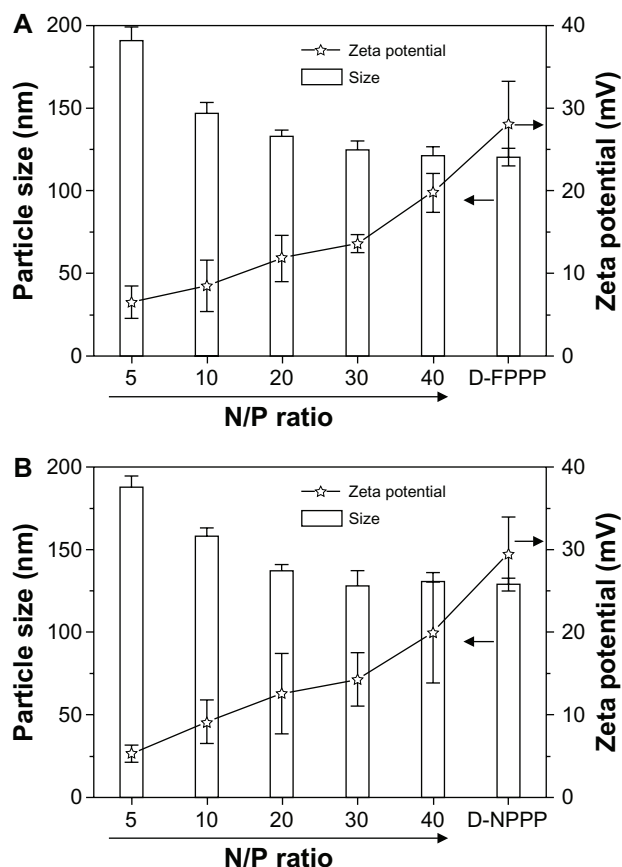 A
200
150
100
50
0
Particle size (nm)
Zeta potential
Size
40
30
20
10
0
Zeta potential (mV)
5 10 20 30 40 D-FPPP
N/P ratio
B
200
150
100
50
0
Particle size (nm)
Zeta potential
Size
40
30
20
10
0
Zeta potential (mV)
5 10 20 30 40 D-NPPP
N/P ratio